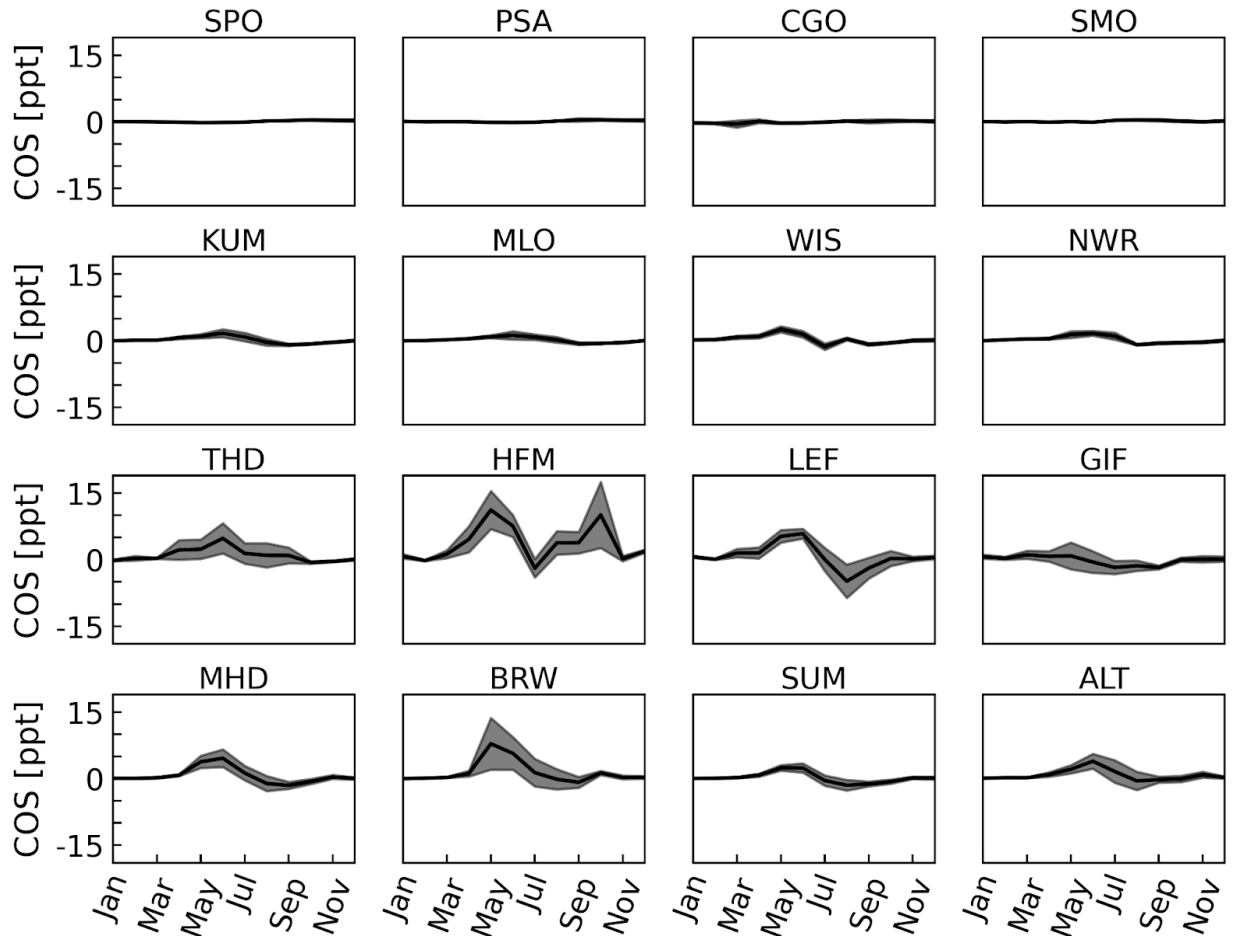 SPO PSA CGO SMO
COS [ppt] 15 0 -15
KUM MLO WIS NWR
COS [ppt] 15 0 -15
THD HFM LEF GIF
COS [ppt] 15 0 -15
MHD BRW SUM ALT
COS [ppt] 15 0 -15
Jan Mar May Jul Sep Nov Jan Mar May Jul Sep Nov Jan Mar May Jul Sep Nov Jan Mar May Jul Sep Nov